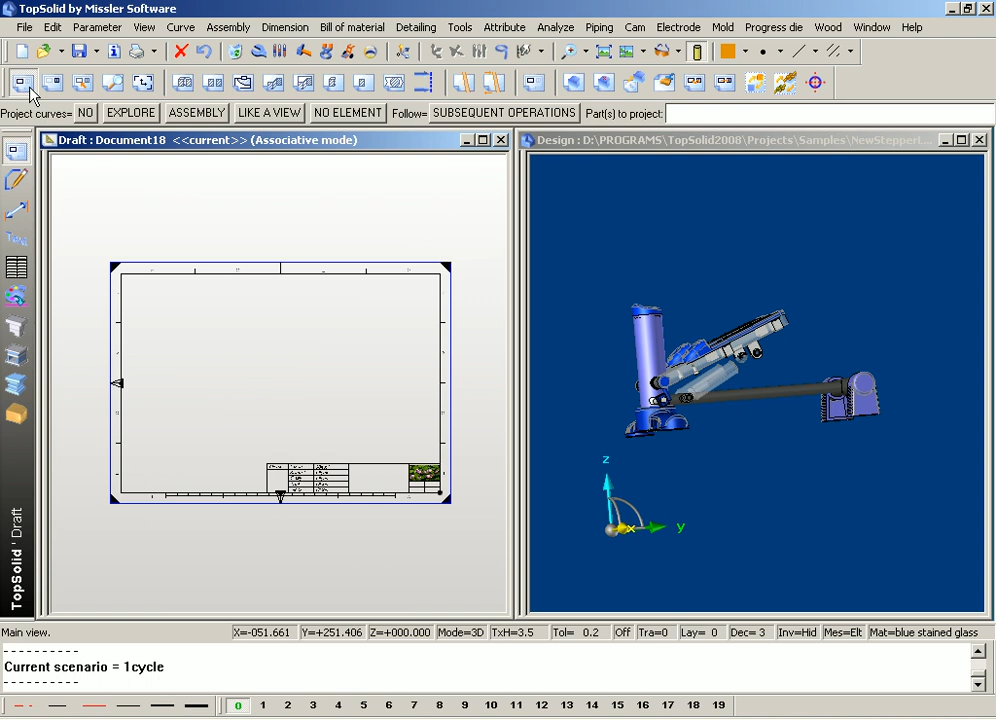 TopSolid by Missler Software
File Edit Parameter View Curve Assembly Dimension Bill of material Detailing Tools Attribute Analyze Piping Cam Electrode Mold Progress die Wood Window Help
Project curves= NO EXPLORE ASSEMBLY LIKE A VIEW NO ELEMENT Follow= SUBSEQUENT OPERATIONS Part(s) to project:
Draft : Document18 <<current>> (Associative mode)
Design : D:\PROGRAMS\TopSolid2008\Projects\Samples\NewStepperL...
Text
TopSolid'Draft
z
x
y
Main view. X=-051.661 Y=+251.406 Z=+000.000 Mode=3D TxH=3.5 Tol= 0.2 Off Tra=0 Lay= 0 Dec= 3 Inv=Hid Mes=Elt Mat=blue stained glass
----------
Current scenario = 1cycle
----------
0 1 2 3 4 5 6 7 8 9 10 11 12 13 14 15 16 17 18 19